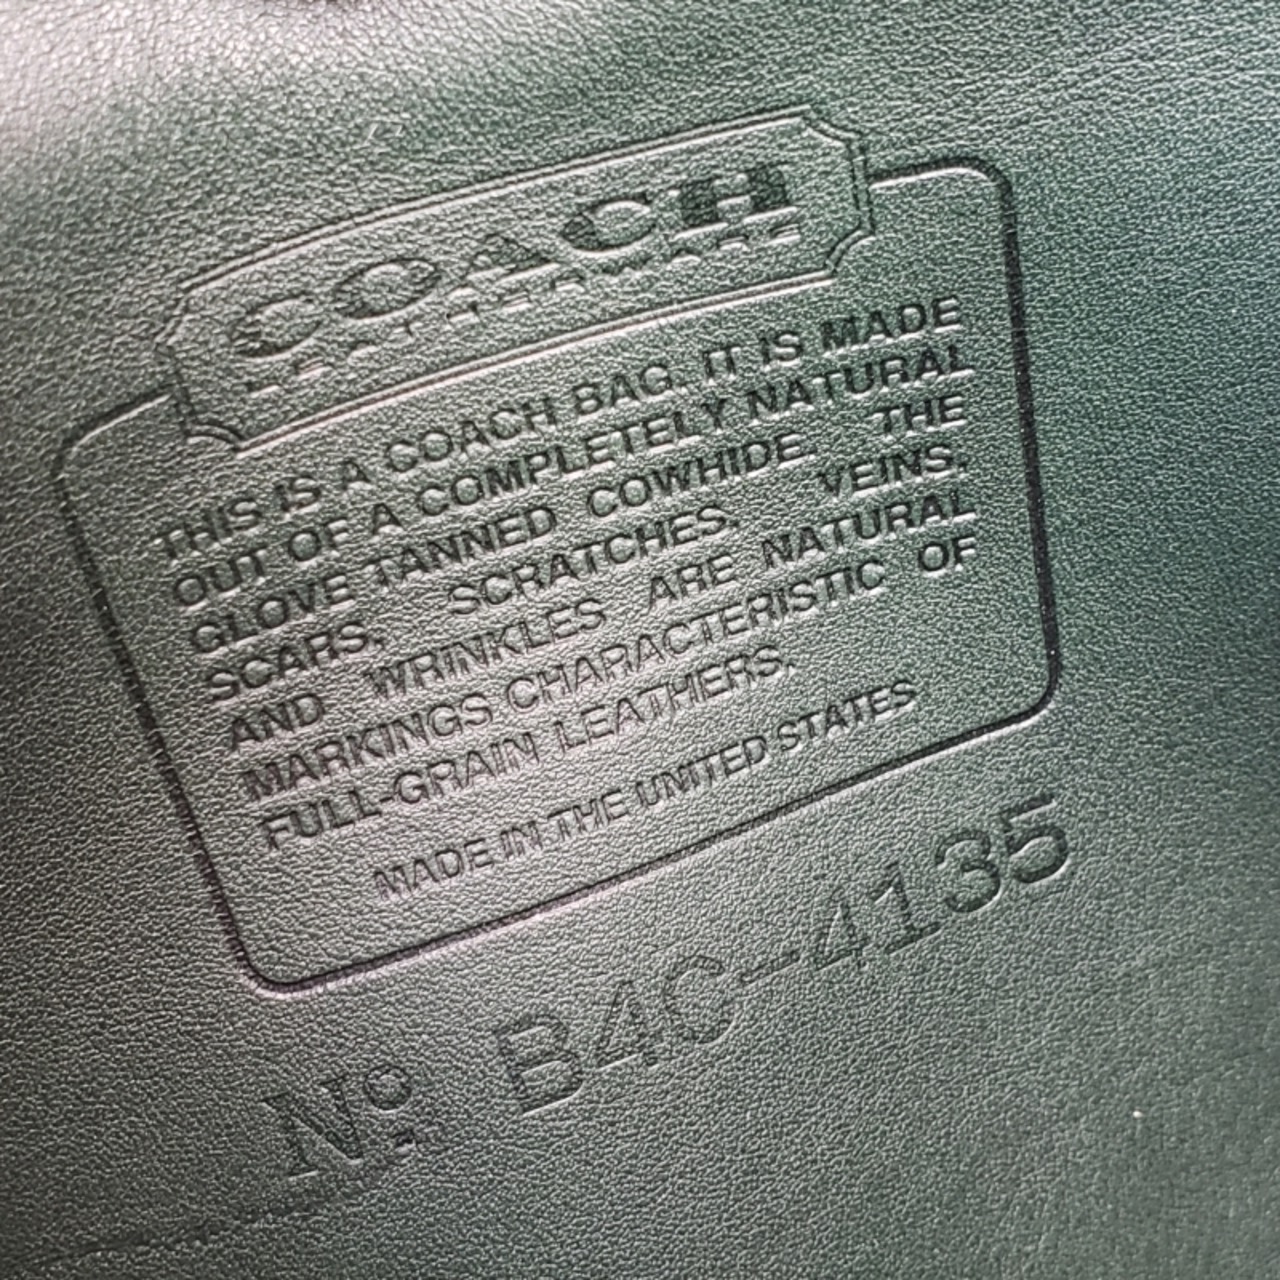 COACH
LEATHERWARE
THIS IS A COACH BAG. IT IS MADE
OUT OF A COMPLETELY NATURAL
GLOVE TANNED COWHIDE. THE
SCARS, SCRATCHES, VEINS,
AND WRINKLES ARE NATURAL
MARKINGS CHARACTERISTIC OF
FULL-GRAIN LEATHERS.
MADE IN THE UNITED STATES
Nº B4C-4135